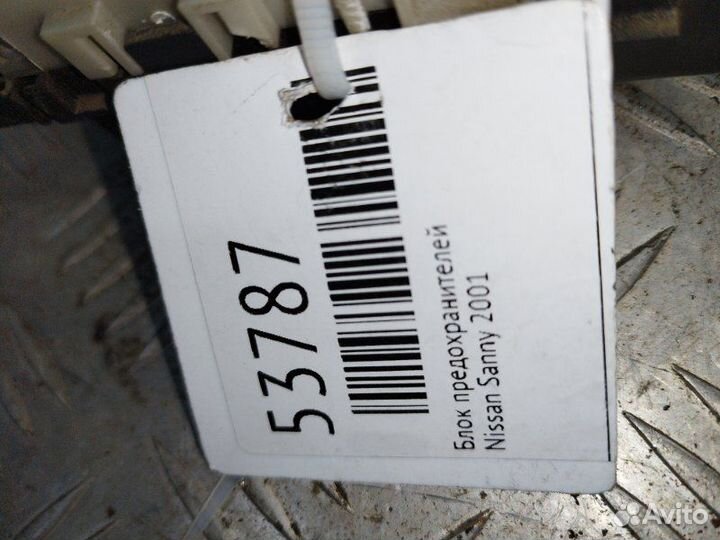 53787
Блок предохранителей
Nissan Sanny 2001
Avito